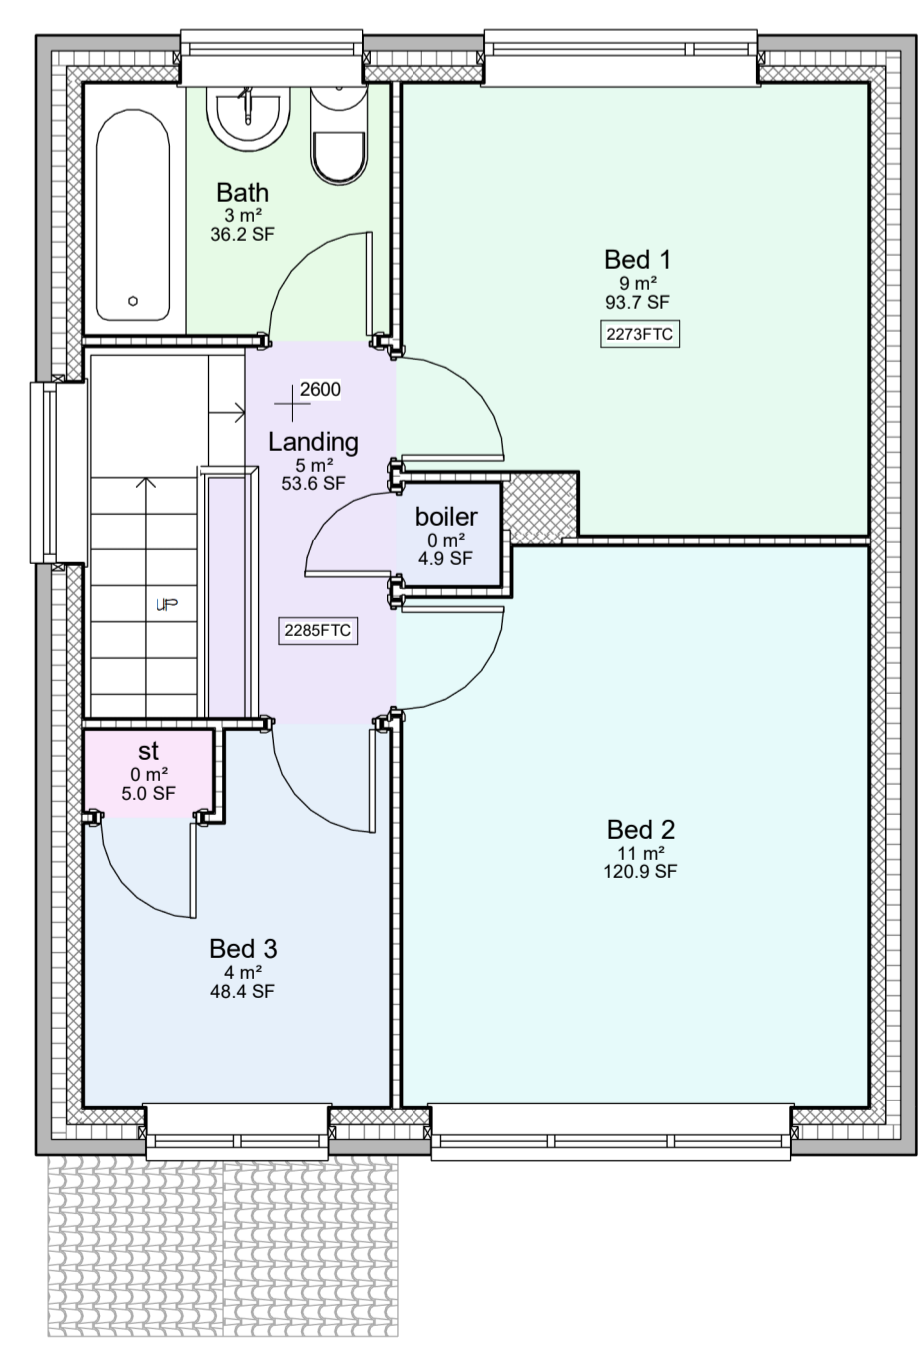 Bath
3 m²
36.2 SF
Bed 1
9 m²
93.7 SF
2273FTC
2600
Landing
5 m²
53.6 SF
boiler
0 m²
4.9 SF
UP
2285FTC
st
0 m²
5.0 SF
Bed 2
11 m²
120.9 SF
Bed 3
4 m²
48.4 SF